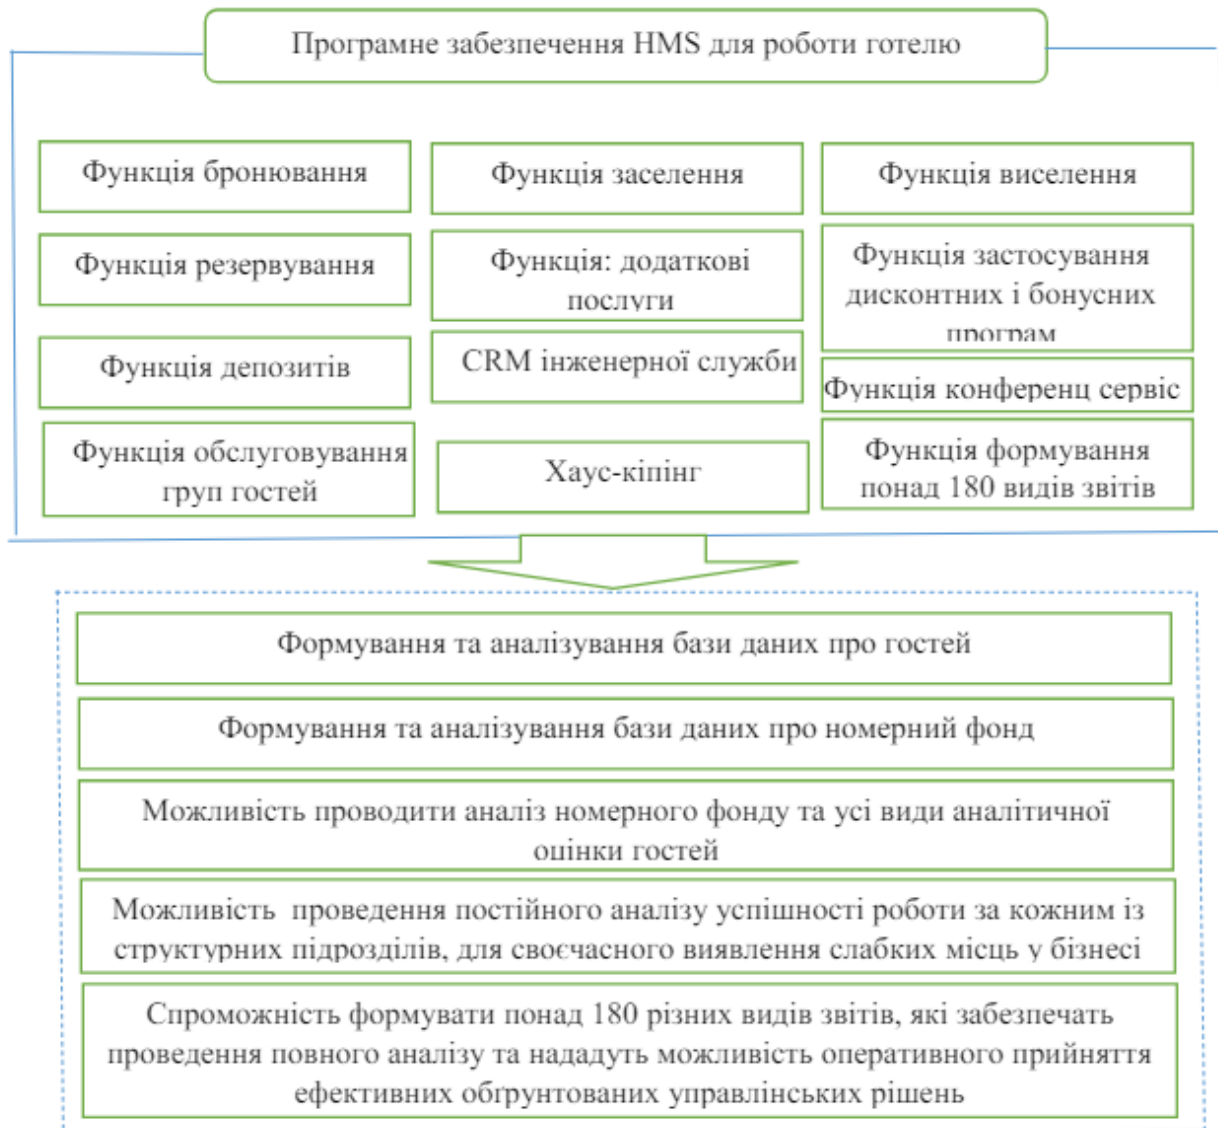 Програмне забезпечення HMS для роботи готелю
Функція бронювання
Функція заселення
Функція виселення
Функція резервування
Функція: додаткові
послуги
Функція застосування
дисконтних і бонусних
програм
Функція депозитів
CRM інженерної служби
Функція конференц сервіс
Функція обслуговування
груп гостей
Хаус-кіпінг
Функція формування
понад 180 видів звітів
Формування та аналізування бази даних про гостей
Формування та аналізування бази даних про номерний фонд
Можливість проводити аналіз номерного фонду та усі види аналітичної
оцінки гостей
Можливість проведення постійного аналізу успішності роботи за кожним із
структурних підрозділів, для своєчасного виявлення слабких місць у бізнесі
Спроможність формувати понад 180 різних видів звітів, які забезпечать
проведення повного аналізу та нададуть можливість оперативного прийняття
ефективних обґрунтованих управлінських рішень